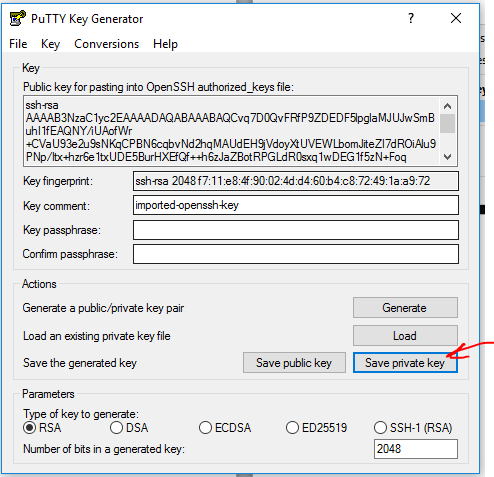 PuTTY Key Generator
File Key Conversions Help
Key
Public key for pasting into OpenSSH authorized_keys file:
ssh-rsa
AAAAB3NzaC1yc2EAAAADAQABAAABAQCvq7D0QvFRfP9ZDEDF5lpglaMJUJwSmB
uhI1fEAQNY/iUAofWr
+CVaU93e2u9sNKqCPBN6cqbvNd2hqMAUdEH9jVdoyXtUVEWLbomJiteZI7dROiAlu9
PNp/ltx+hzr6e1txUDE5BurHXEfQf++h6zJaZBotRPGLdR0sxq1wDEG1f5zN+Foq
Key fingerprint: ssh-rsa 2048 f7:11:e8:4f:90:02:4d:d4:60:b4:c8:72:49:1a:a9:72
Key comment: imported-openssh-key
Key passphrase:
Confirm passphrase:
Actions
Generate a public/private key pair Generate
Load an existing private key file Load
Save the generated key Save public key Save private key
Parameters
Type of key to generate:
RSA DSA ECDSA ED25519 SSH-1 (RSA)
Number of bits in a generated key: 2048